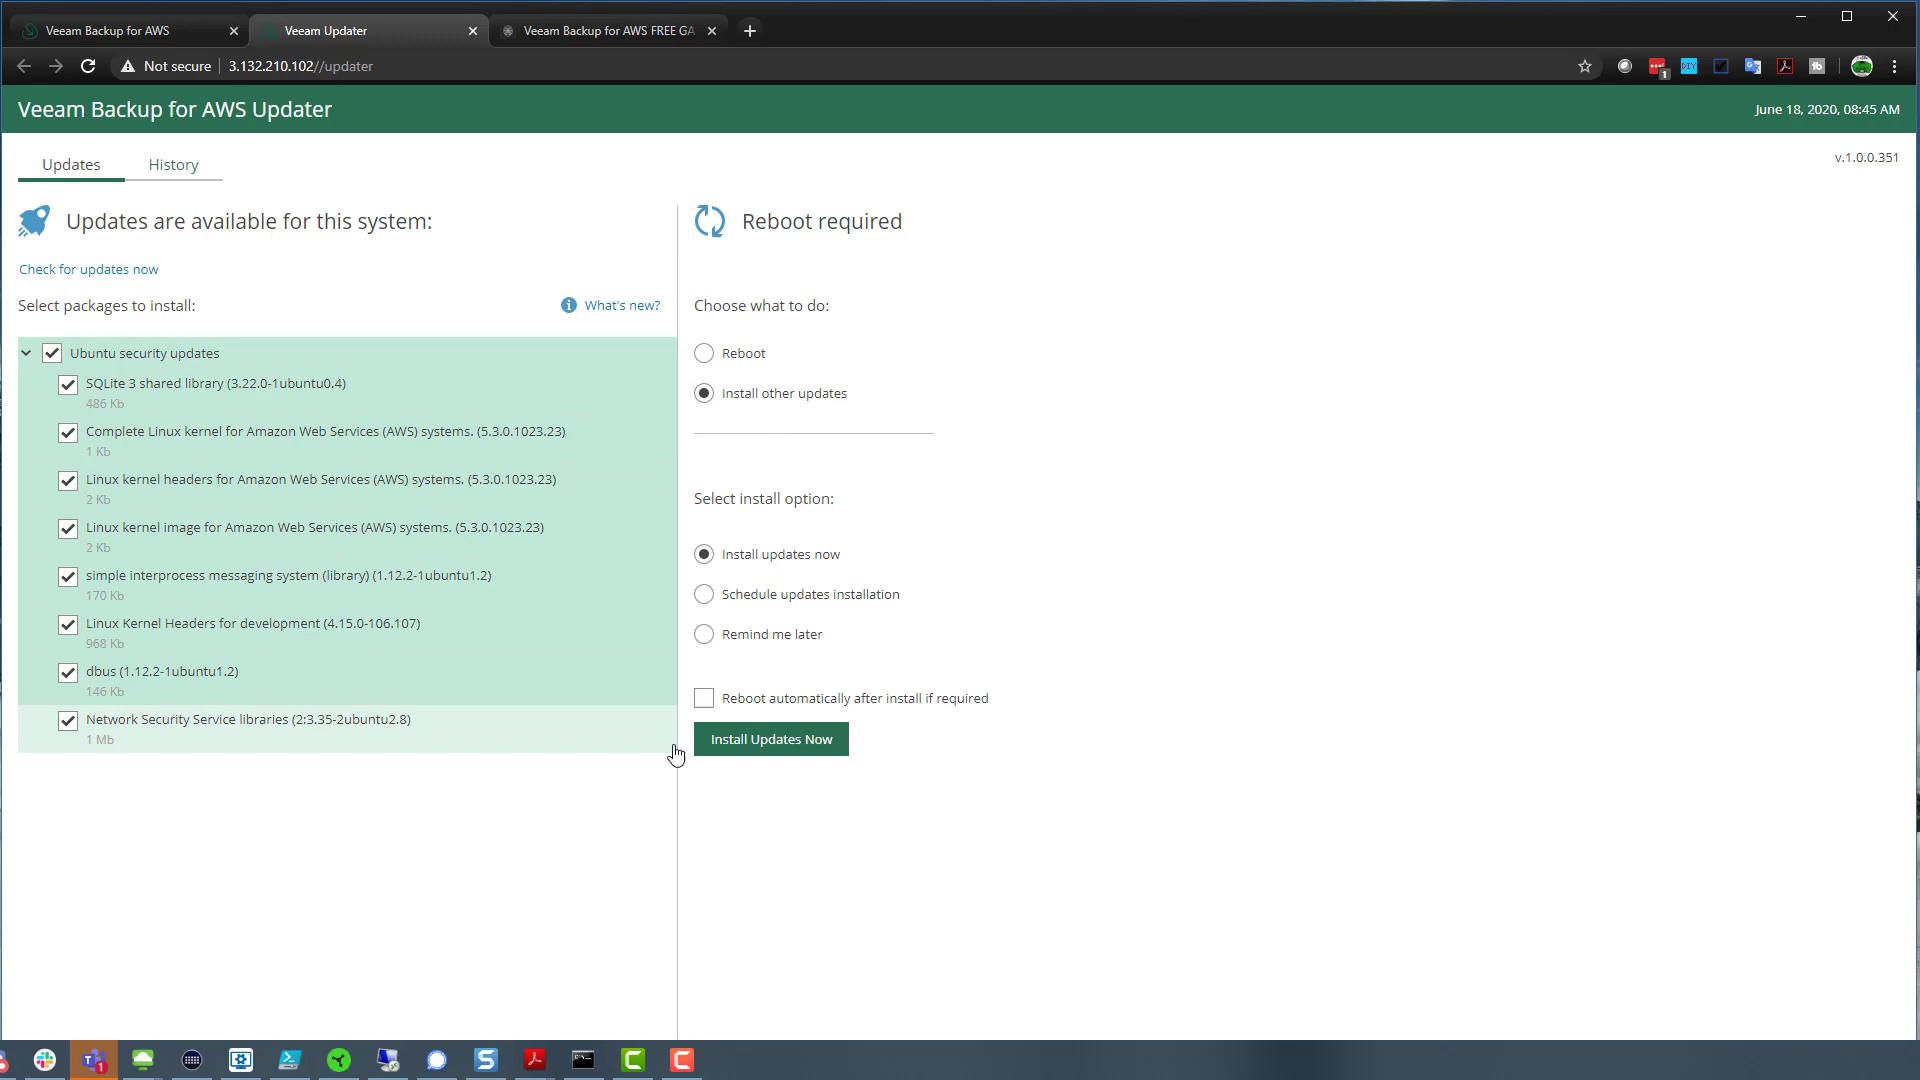 Veeam Backup for AWS
Veeam Updater
Veeam Backup for AWS FREE GA
Not secure
3.132.210.102//updater
1
DIY
Veeam Backup for AWS Updater
June 18, 2020, 08:45 AM
Updates
History
v.1.0.0.351
Updates are available for this system:
Reboot required
Check for updates now
Select packages to install:
What's new?
Choose what to do:
Ubuntu security updates
Reboot
SQLite 3 shared library (3.22.0-1ubuntu0.4)
486 Kb
Install other updates
Complete Linux kernel for Amazon Web Services (AWS) systems. (5.3.0.1023.23)
1 Kb
Linux kernel headers for Amazon Web Services (AWS) systems. (5.3.0.1023.23)
2 Kb
Select install option:
Linux kernel image for Amazon Web Services (AWS) systems. (5.3.0.1023.23)
2 Kb
Install updates now
simple interprocess messaging system (library) (1.12.2-1ubuntu1.2)
170 Kb
Schedule updates installation
Linux Kernel Headers for development (4.15.0-106.107)
968 Kb
Remind me later
dbus (1.12.2-1ubuntu1.2)
146 Kb
Reboot automatically after install if required
Network Security Service libraries (2:3.35-2ubuntu2.8)
1 Mb
Install Updates Now
1